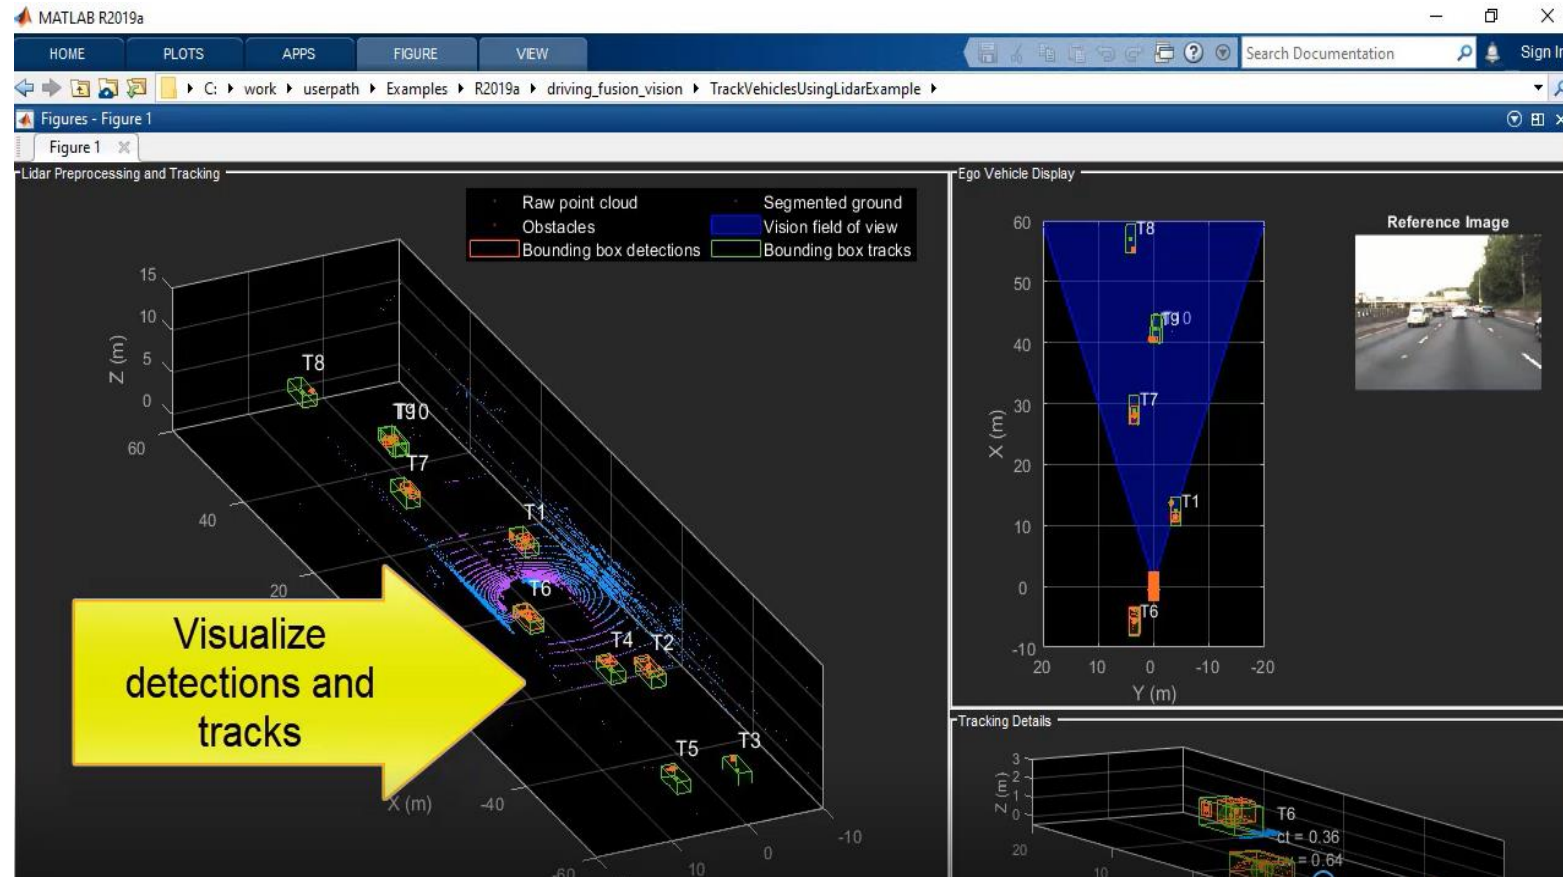 MATLAB R2019a
HOME PLOTS APPS FIGURE VIEW
Search Documentation
Sign In
C: work userpath Examples R2019a driving_fusion_vision TrackVehiclesUsingLidarExample
Figures - Figure 1
Figure 1
Lidar Preprocessing and Tracking
Raw point cloud
Segmented ground
Obstacles
Vision field of view
Bounding box detections
Bounding box tracks
15
10
5
0
Z (m)
60
40
20
-40
-60
X (m)
10
0
-10
T8
T7
T1
T6
T4 T2
T5 T3
Visualize
detections and
tracks
Ego Vehicle Display
60
50
40
30
20
10
0
-10
X (m)
20 10 0 -10 -20
Y (m)
T8
T7
T1
T6
Reference Image
Tracking Details
3
2
1
0
Z (m)
20
10
T6
ct = 0.36
cv = 0.64